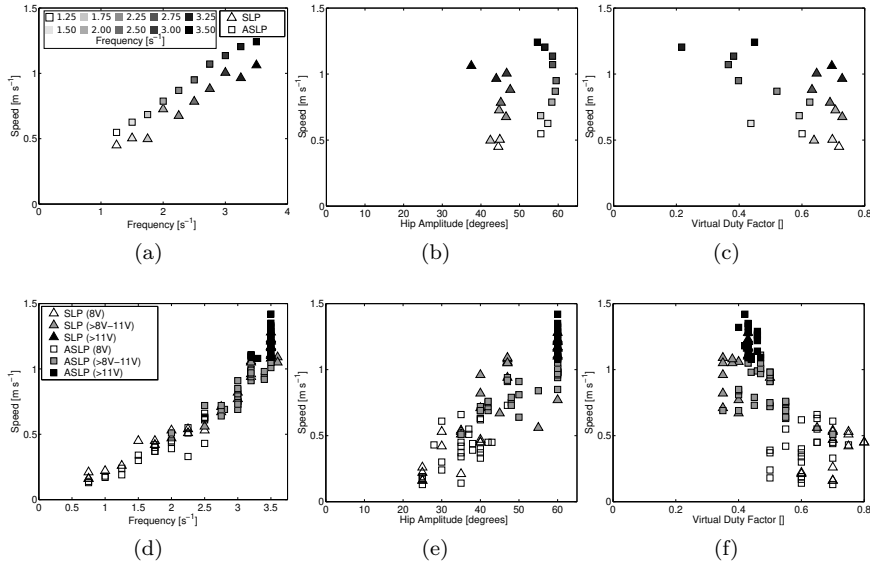 1.25 1.75 2.25 2.75 3.25
1.50 2.00 2.50 3.00 3.50
Frequency [s⁻¹]
SLP
ASLP
1.5
1
0.5
0
Speed [m s⁻¹]
0 1 2 3 4
Frequency [s⁻¹]
(a)
1.5
1
0.5
0
Speed [m s⁻¹]
0 10 20 30 40 50 60
Hip Amplitude [degrees]
(b)
1.5
1
0.5
0
Speed [m s⁻¹]
0 0.2 0.4 0.6 0.8
Virtual Duty Factor []
(c)
SLP (8V)
SLP (>8V−11V)
SLP (>11V)
ASLP (8V)
ASLP (>8V−11V)
ASLP (>11V)
1.5
1
0.5
0
Speed [m s⁻¹]
0 0.5 1 1.5 2 2.5 3 3.5
Frequency [s⁻¹]
(d)
1.5
1
0.5
0
Speed [m s⁻¹]
0 10 20 30 40 50 60
Hip Amplitude [degrees]
(e)
1.5
1
0.5
0
Speed [m s⁻¹]
0 0.2 0.4 0.6 0.8
Virtual Duty Factor []
(f)